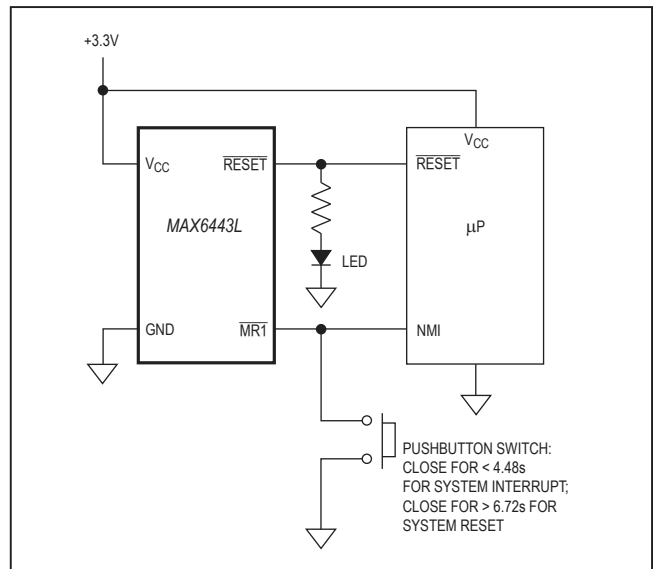 +3.3V
VCC
VCC
RESET
RESET
MAX6443L
μP
LED
GND
MR1
NMI
PUSHBUTTON SWITCH:
CLOSE FOR < 4.48s
FOR SYSTEM INTERRUPT;
CLOSE FOR > 6.72s FOR
SYSTEM RESET